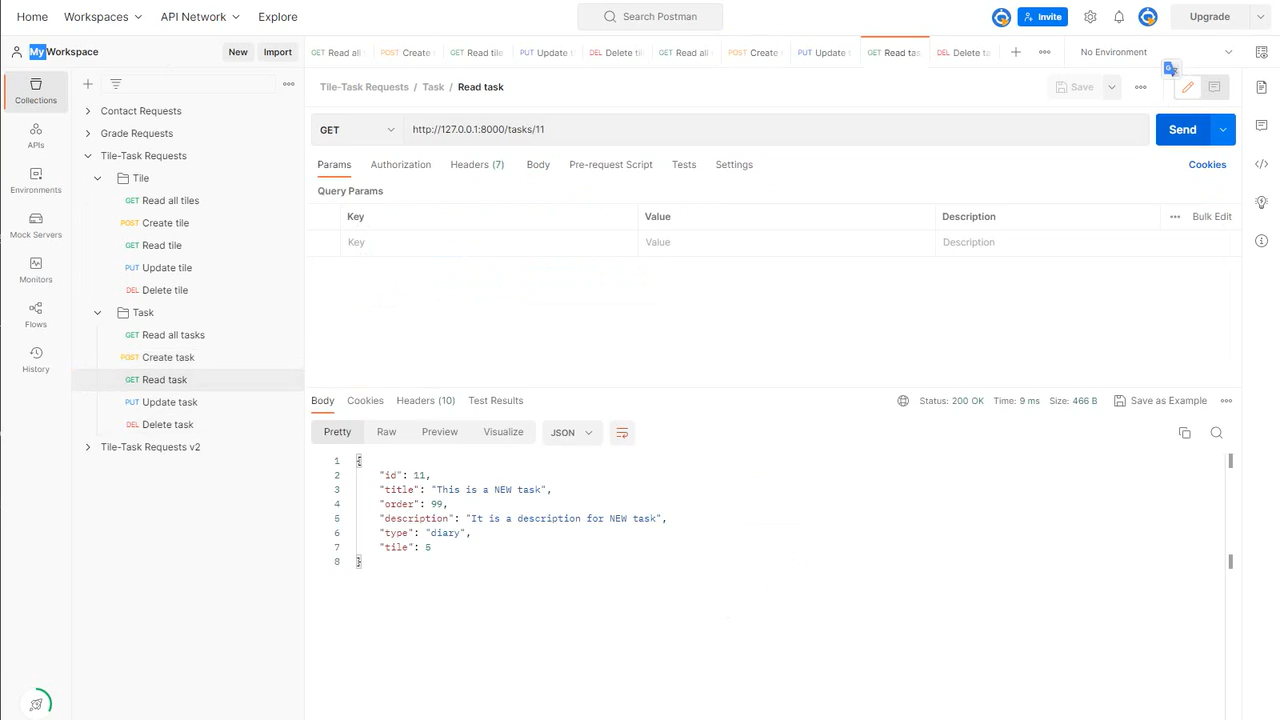 Home Workspaces API Network Explore Search Postman Invite Upgrade
My Workspace New Import
GET Read all POST Create GET Read tile PUT Update DEL Delete til GET Read all POST Create PUT Update GET Read tas DEL Delete ta No Environment
Collections
APIs
Environments
Mock Servers
Monitors
Flows
History
Contact Requests
Grade Requests
Tile-Task Requests
Tile
GET Read all tiles
POST Create tile
GET Read tile
PUT Update tile
DEL Delete tile
Task
GET Read all tasks
POST Create task
GET Read task
PUT Update task
DEL Delete task
Tile-Task Requests v2
Tile-Task Requests / Task / Read task Save
GET http://127.0.0.1:8000/tasks/11 Send
Params Authorization Headers (7) Body Pre-request Script Tests Settings Cookies
Query Params
Key Value Description Bulk Edit
Key Value Description
Body Cookies Headers (10) Test Results Status: 200 OK Time: 9 ms Size: 466 B Save as Example
Pretty Raw Preview Visualize JSON
1 {
2 "id": 11,
3 "title": "This is a NEW task",
4 "order": 99,
5 "description": "It is a description for NEW task",
6 "type": "diary",
7 "tile": 5
8 }